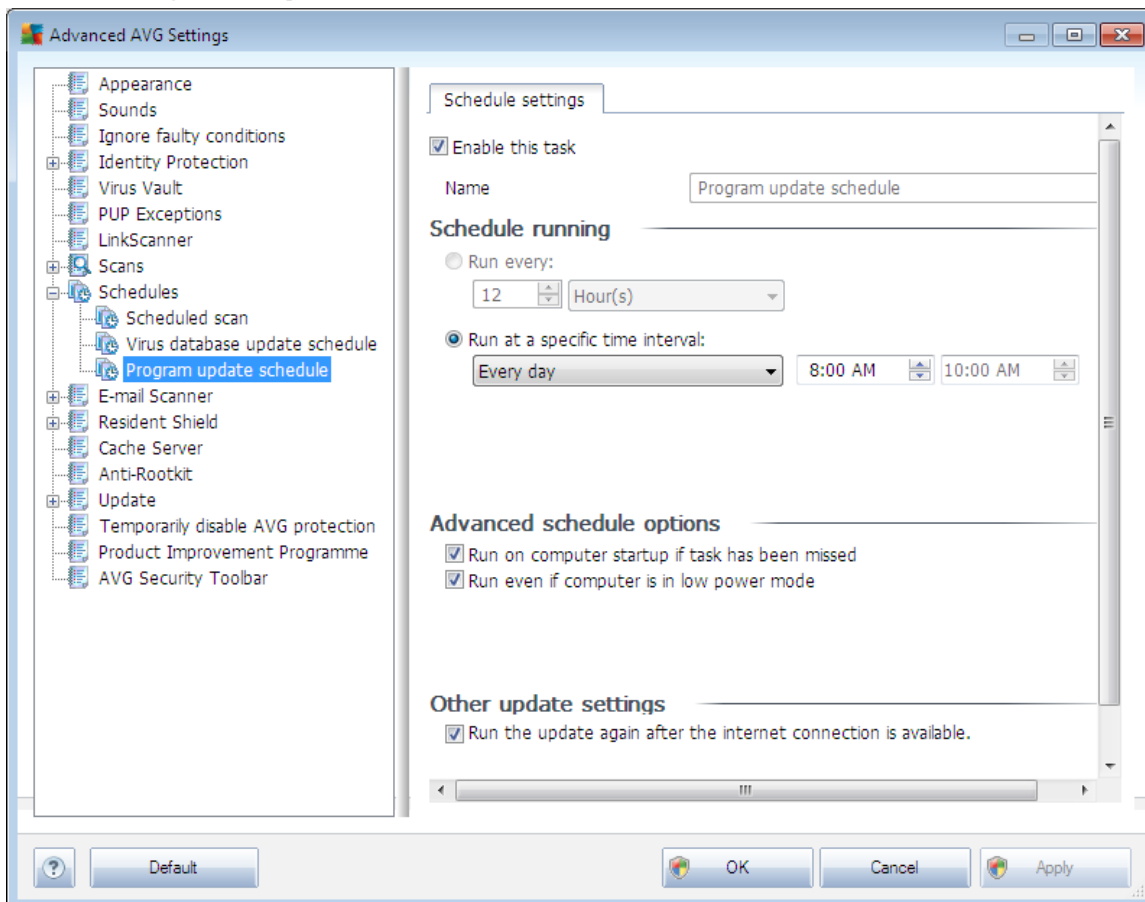 Advanced AVG Settings
Appearance
Sounds
Ignore faulty conditions
Identity Protection
Virus Vault
PUP Exceptions
LinkScanner
Scans
Schedules
Scheduled scan
Virus database update schedule
Program update schedule
E-mail Scanner
Resident Shield
Cache Server
Anti-Rootkit
Update
Temporarily disable AVG protection
Product Improvement Programme
AVG Security Toolbar
Schedule settings
Enable this task
Name Program update schedule
Schedule running
Run every:
12 Hour(s)
Run at a specific time interval:
Every day 8:00 AM 10:00 AM
Advanced schedule options
Run on computer startup if task has been missed
Run even if computer is in low power mode
Other update settings
Run the update again after the internet connection is available.
? Default OK Cancel Apply